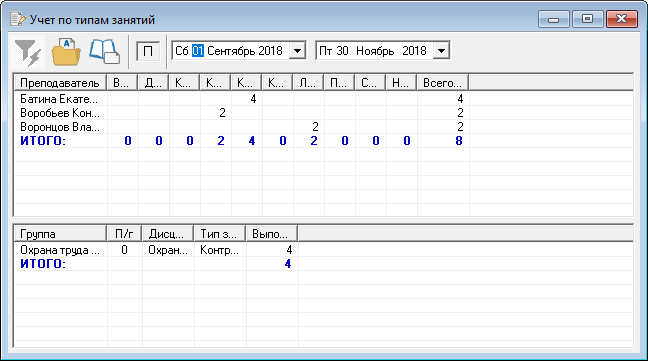 Учет по типам занятий
A
П
Сб 01 Сентябрь 2018 Пт 30 Ноябрь 2018
Преподаватель В... Д... К... К... К... К... Л... П... С... Н... Всего...
Батина Екате... 4 4
Воробьев Кон... 2 2
Воронцов Вла... 2 2
ИТОГО: 0 0 0 2 4 0 2 0 0 0 8
Группа П/г Дисц... Тип з... Выпо...
Охрана труда ... 0 Охран... Контр... 4
ИТОГО: 4